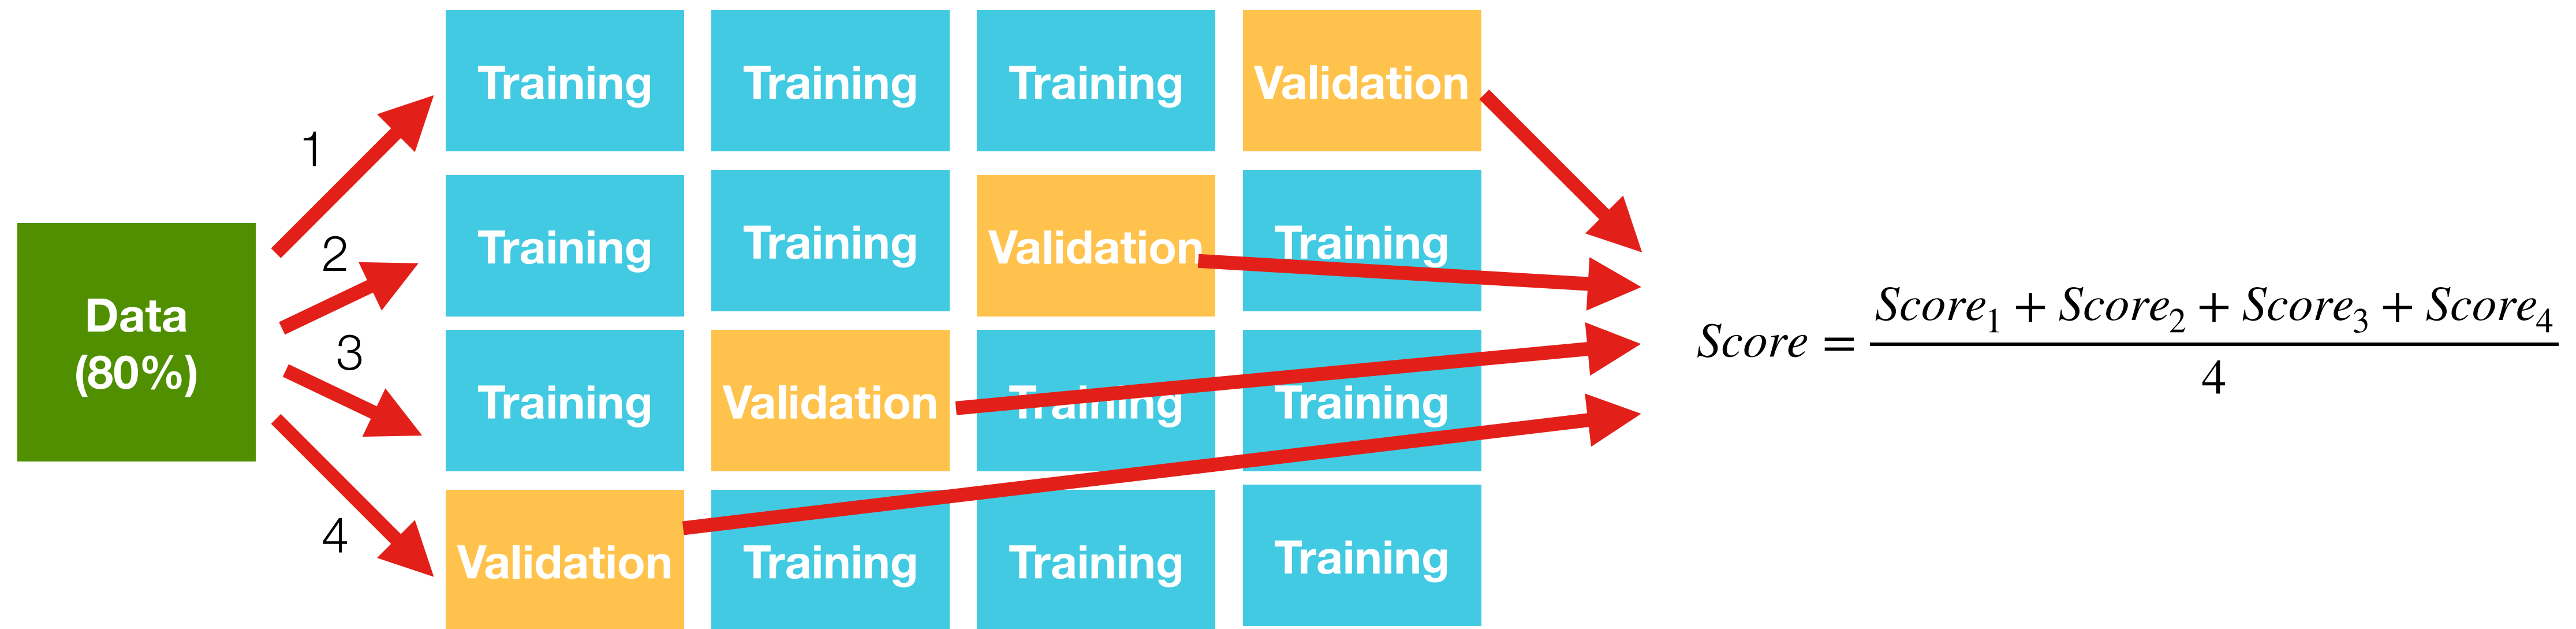 1
Training Training Training Validation
2
Training Training Validation Training
Data
(80%)
3
Training Validation Training Training
4
Validation Training Training Training
Score = (Score₁ + Score₂ + Score₃ + Score₄) / 4